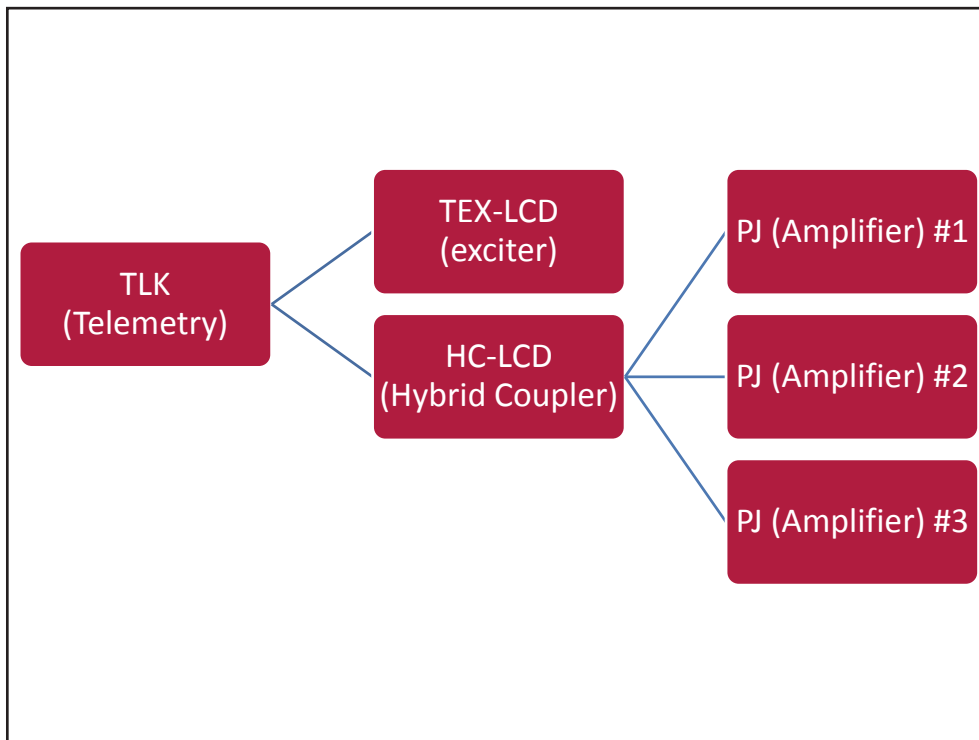 TLK
(Telemetry)
TEX-LCD
(exciter)
HC-LCD
(Hybrid Coupler)
PJ (Amplifier) #1
PJ (Amplifier) #2
PJ (Amplifier) #3